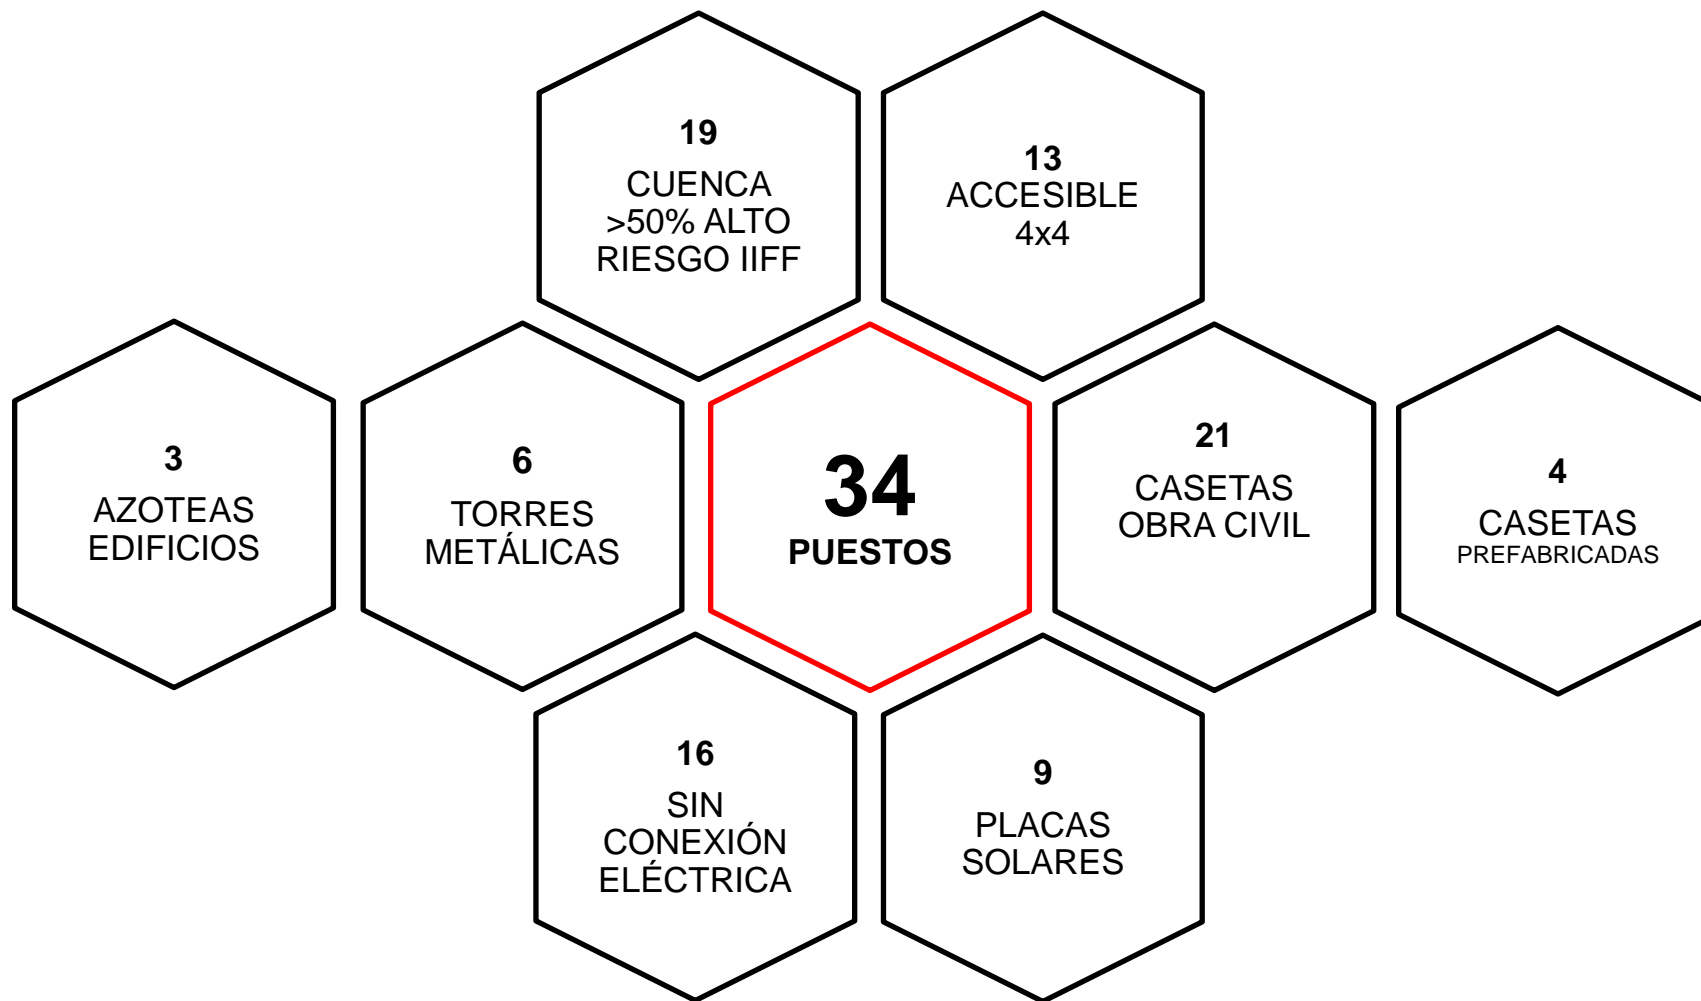 19
CUENCA
>50% ALTO
RIESGO IIFF
13
ACCESIBLE
4x4
3
AZOTEAS
EDIFICIOS
6
TORRES
METÁLICAS
34
PUESTOS
21
CASETAS
OBRA CIVIL
4
CASETAS
PREFABRICADAS
16
SIN
CONEXIÓN
ELÉCTRICA
9
PLACAS
SOLARES